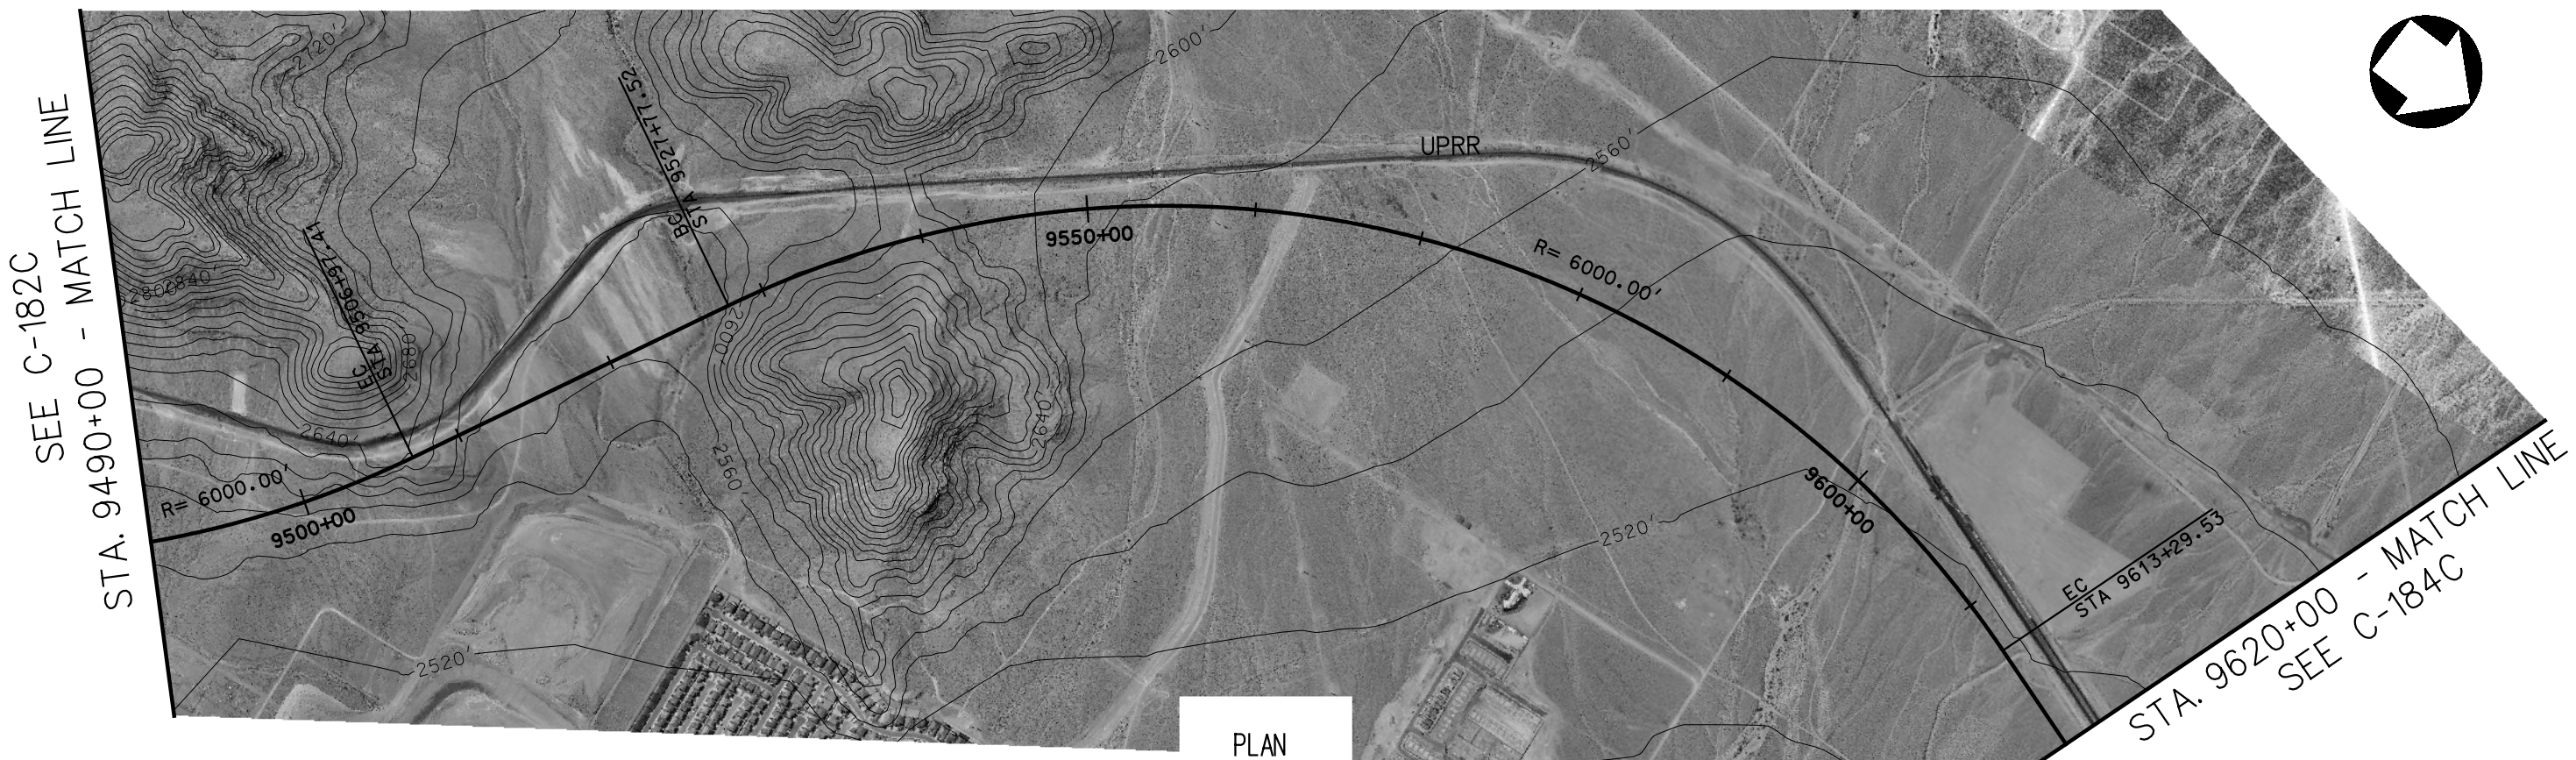 SEE C-182C
STA. 9490+00 - MATCH LINE
2720'
2600'
STA 9527+77.52
BC
UPRR
2560'
EC
STA 9506+97.41
2840'
2800'
2680'
2640'
R= 6000.00'
9500+00
9550+00
R= 6000.00'
2600'
2560'
2640'
2520'
2520'
9600+00
EC
STA 9613+29.53
STA. 9620+00 - MATCH LINE
SEE C-184C
PLAN